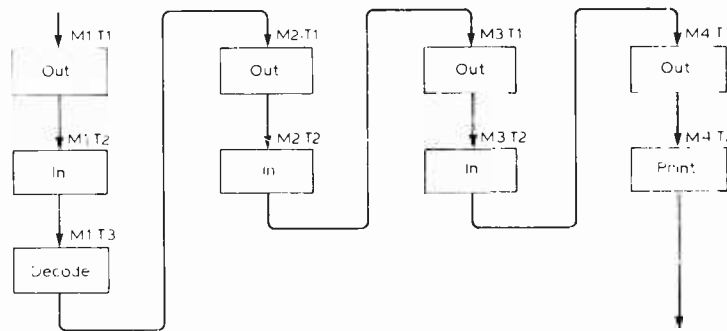 M1·T1
Out
M1·T2
In
M1·T3
Decode
M2·T1
Out
M2·T2
In
M3·T1
Out
M3·T2
In
M4·T
Out
M4·T
Print